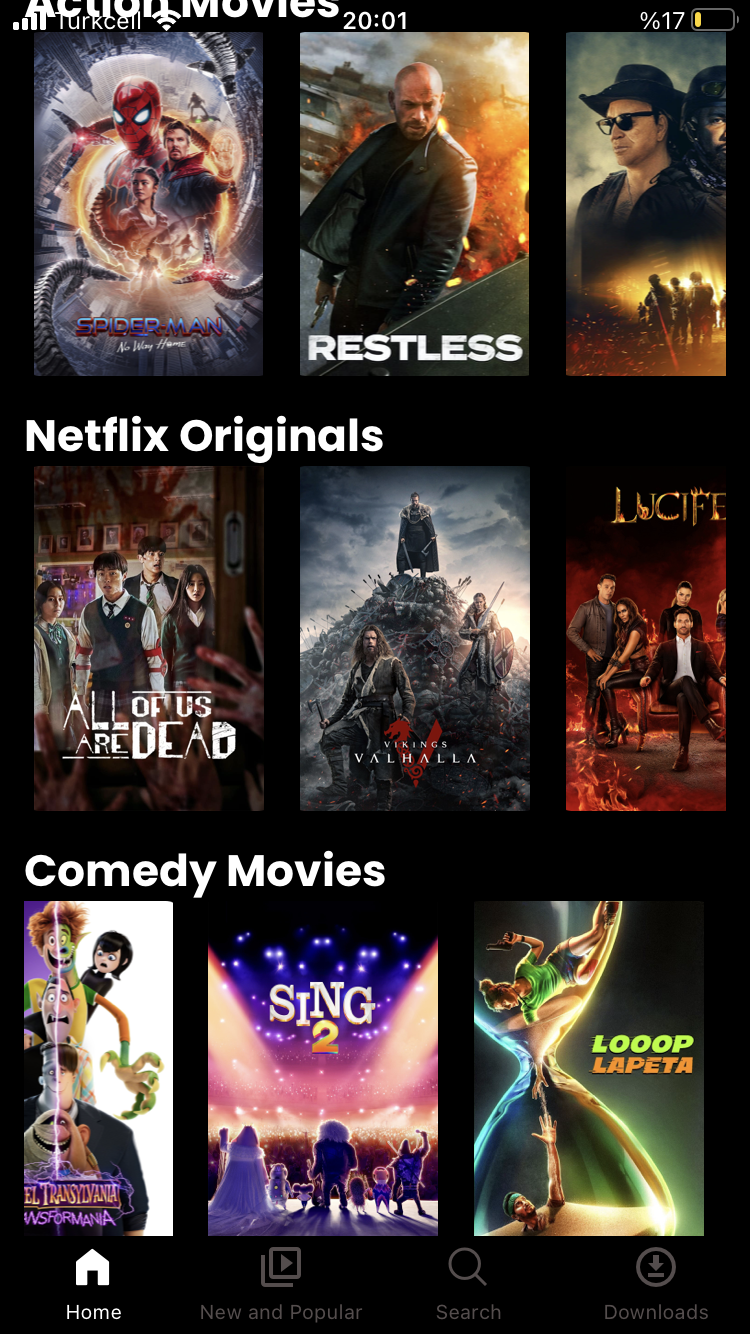 Action Movies
Turkcell
20:01
%17
SPIDER-MAN
No Way Home
RESTLESS
Netflix Originals
ALL OF US
ARE DEAD
VIKINGS
VALHALLA
LUCIFE
Comedy Movies
EL TRANSYLVANIA
NSFORMANIA
SING
2
LOOOP
LAPETA
Home
New and Popular
Search
Downloads